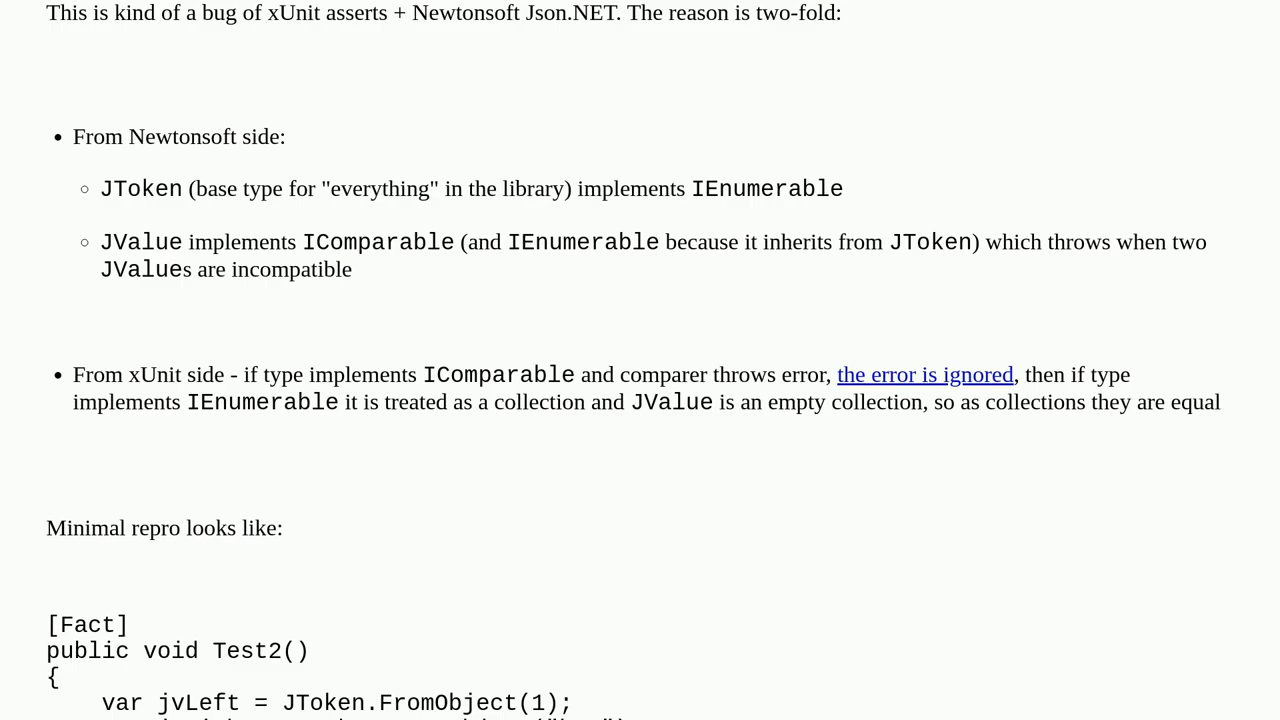 This is kind of a bug of xUnit asserts + Newtonsoft Json.NET. The reason is two-fold:
• From Newtonsoft side:
○ JToken (base type for "everything" in the library) implements IEnumerable
○ JValue implements IComparable (and IEnumerable because it inherits from JToken) which throws when two
JValues are incompatible
• From xUnit side - if type implements IComparable and comparer throws error, the error is ignored, then if type
implements IEnumerable it is treated as a collection and JValue is an empty collection, so as collections they are equal
Minimal repro looks like:
[Fact]
public void Test2()
{
var jvLeft = JToken.FromObject(1);